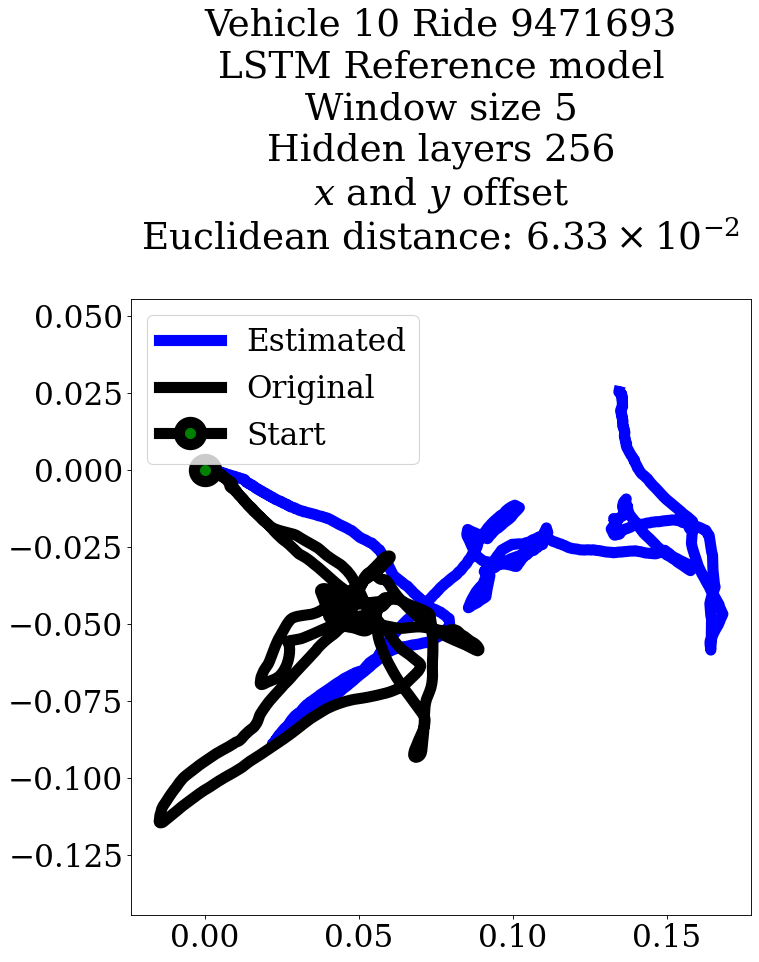 Vehicle 10 Ride 9471693
LSTM Reference model
Window size 5
Hidden layers 256
x and y offset
Euclidean distance: 6.33 × 10⁻²
Estimated
Original
Start
0.050
0.025
0.000
−0.025
−0.050
−0.075
−0.100
−0.125
0.00 0.05 0.10 0.15